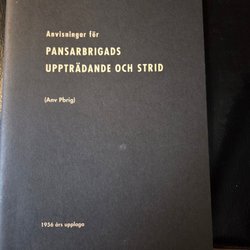 Anvisningar för
PANSARBRIGADS
UPPTRÄDANDE OCH STRID
(Anv Pbrig)
1956 års upplaga